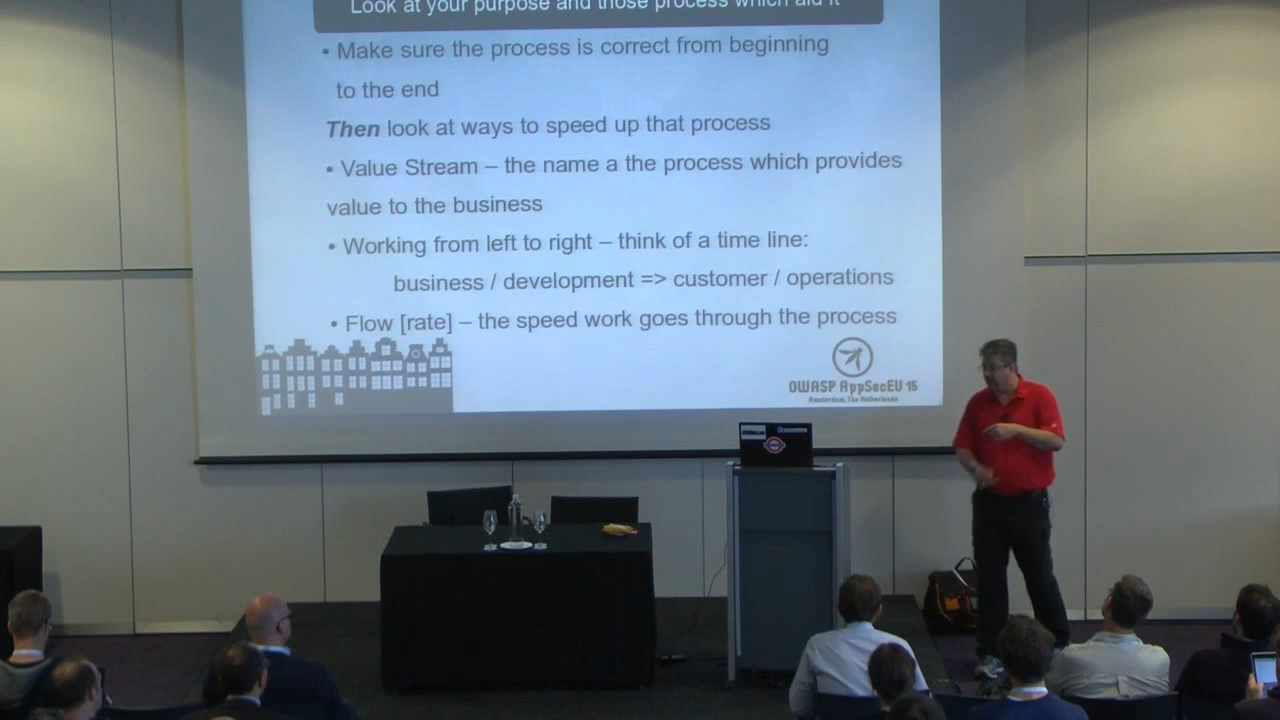 Look at your purpose and those process which aid it
• Make sure the process is correct from beginning
to the end
Then look at ways to speed up that process
• Value Stream – the name a the process which provides
value to the business
• Working from left to right – think of a time line:
business / development => customer / operations
• Flow [rate] – the speed work goes through the process
OWASP AppSecEU 15
Amsterdam, The Netherlands